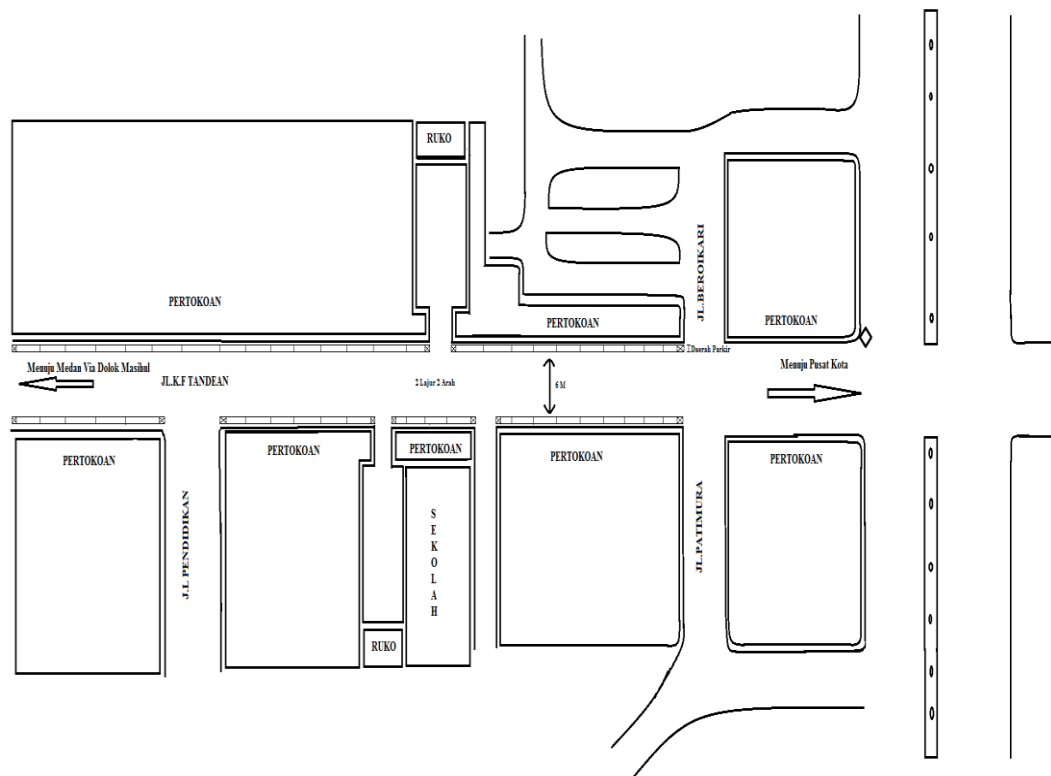 RUKO
PERTOKOAN
PERTOKOAN
JL.BEROIKARI
PERTOKOAN
Daerah Parkir
Menuju Medan Via Dolok Masihul
JL.K.F TANDEAN
2 Lajur 2 Arah
6 M
Menuju Pusat Kota
PERTOKOAN
PERTOKOAN
PERTOKOAN
PERTOKOAN
PERTOKOAN
J.L PENDIDIKAN
SEKOLAH
JL.PATIMURA
RUKO